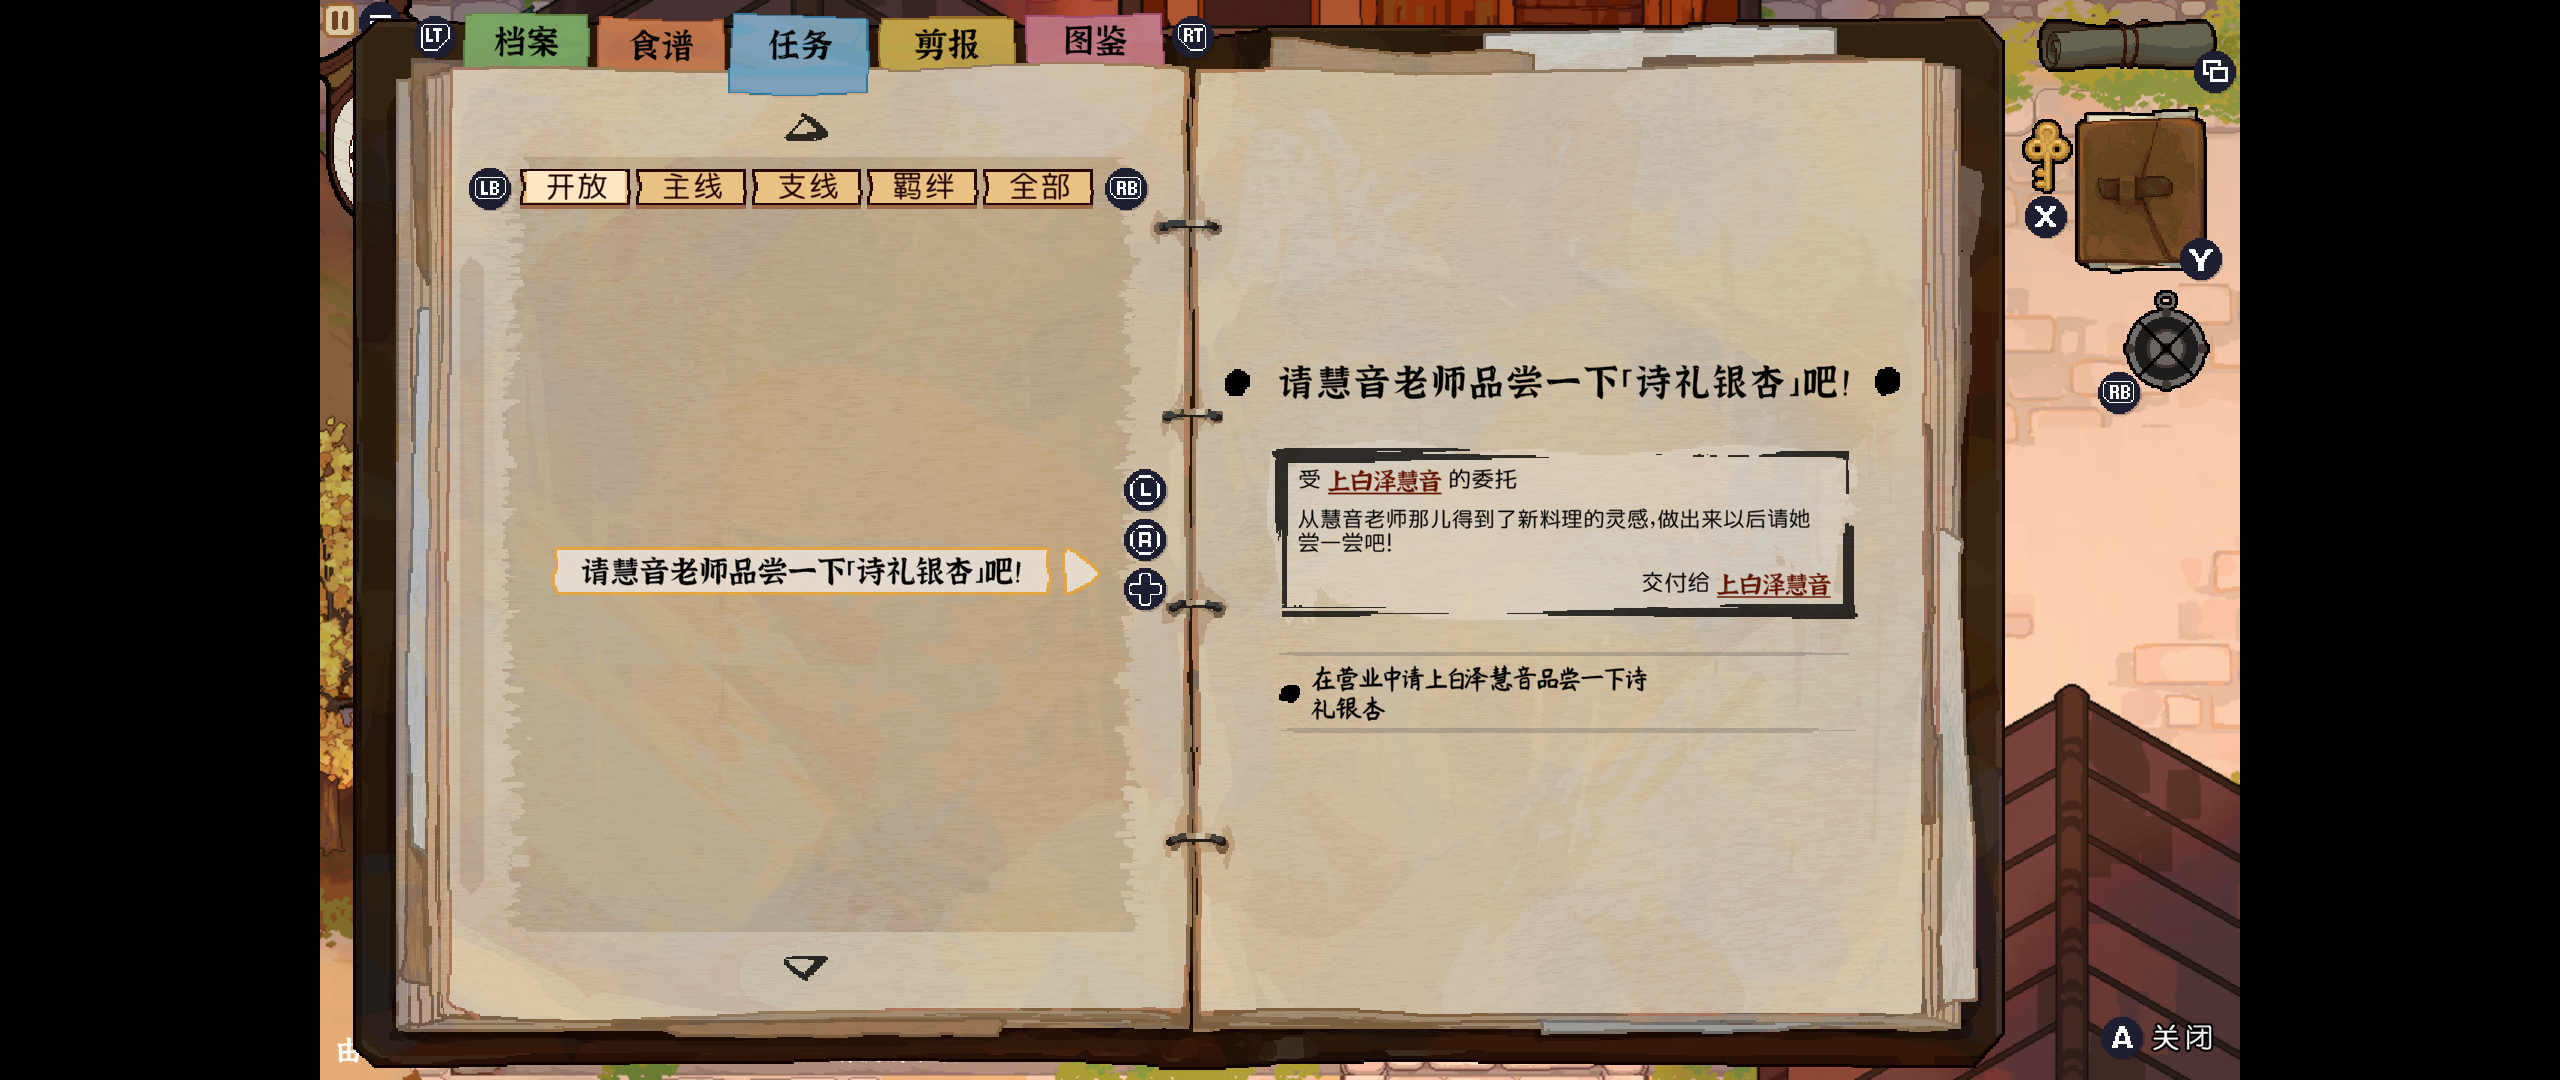 LT 档案 食谱 任务 剪报 图鉴 RT
LB 开放 主线 支线 羁绊 全部 RB
X
Y
RB
请慧音老师品尝一下「诗礼银杏」吧!
受 上白泽慧音 的委托
从慧音老师那儿得到了新料理的灵感,做出来以后请她
尝一尝吧!
交付给 上白泽慧音
L
R
请慧音老师品尝一下「诗礼银杏」吧!
在营业中请上白泽慧音品尝一下诗
礼银杏
A 关闭